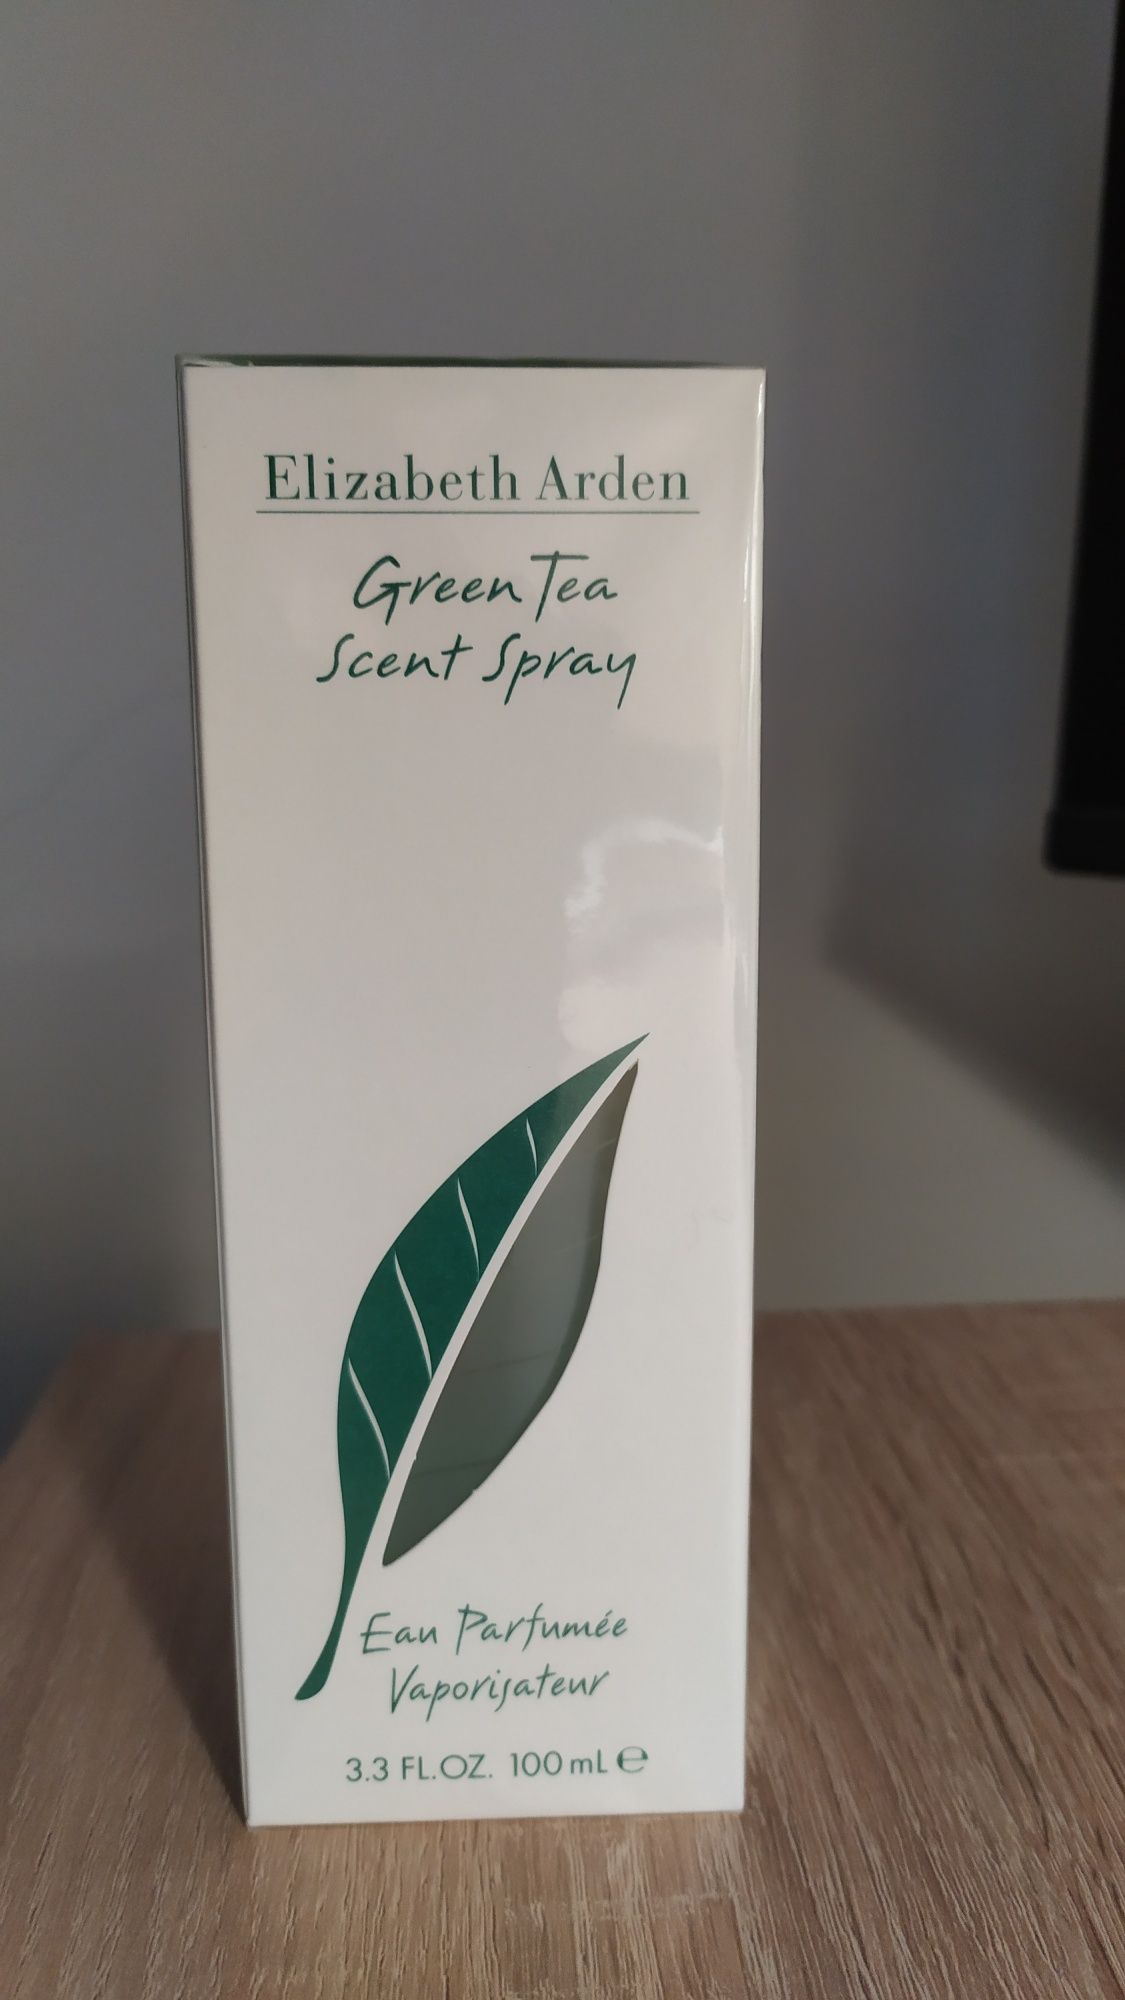 Elizabeth Arden
Green Tea
Scent Spray
Eau Parfumée
Vaporisateur
3.3 FL.OZ. 100 mL ℮